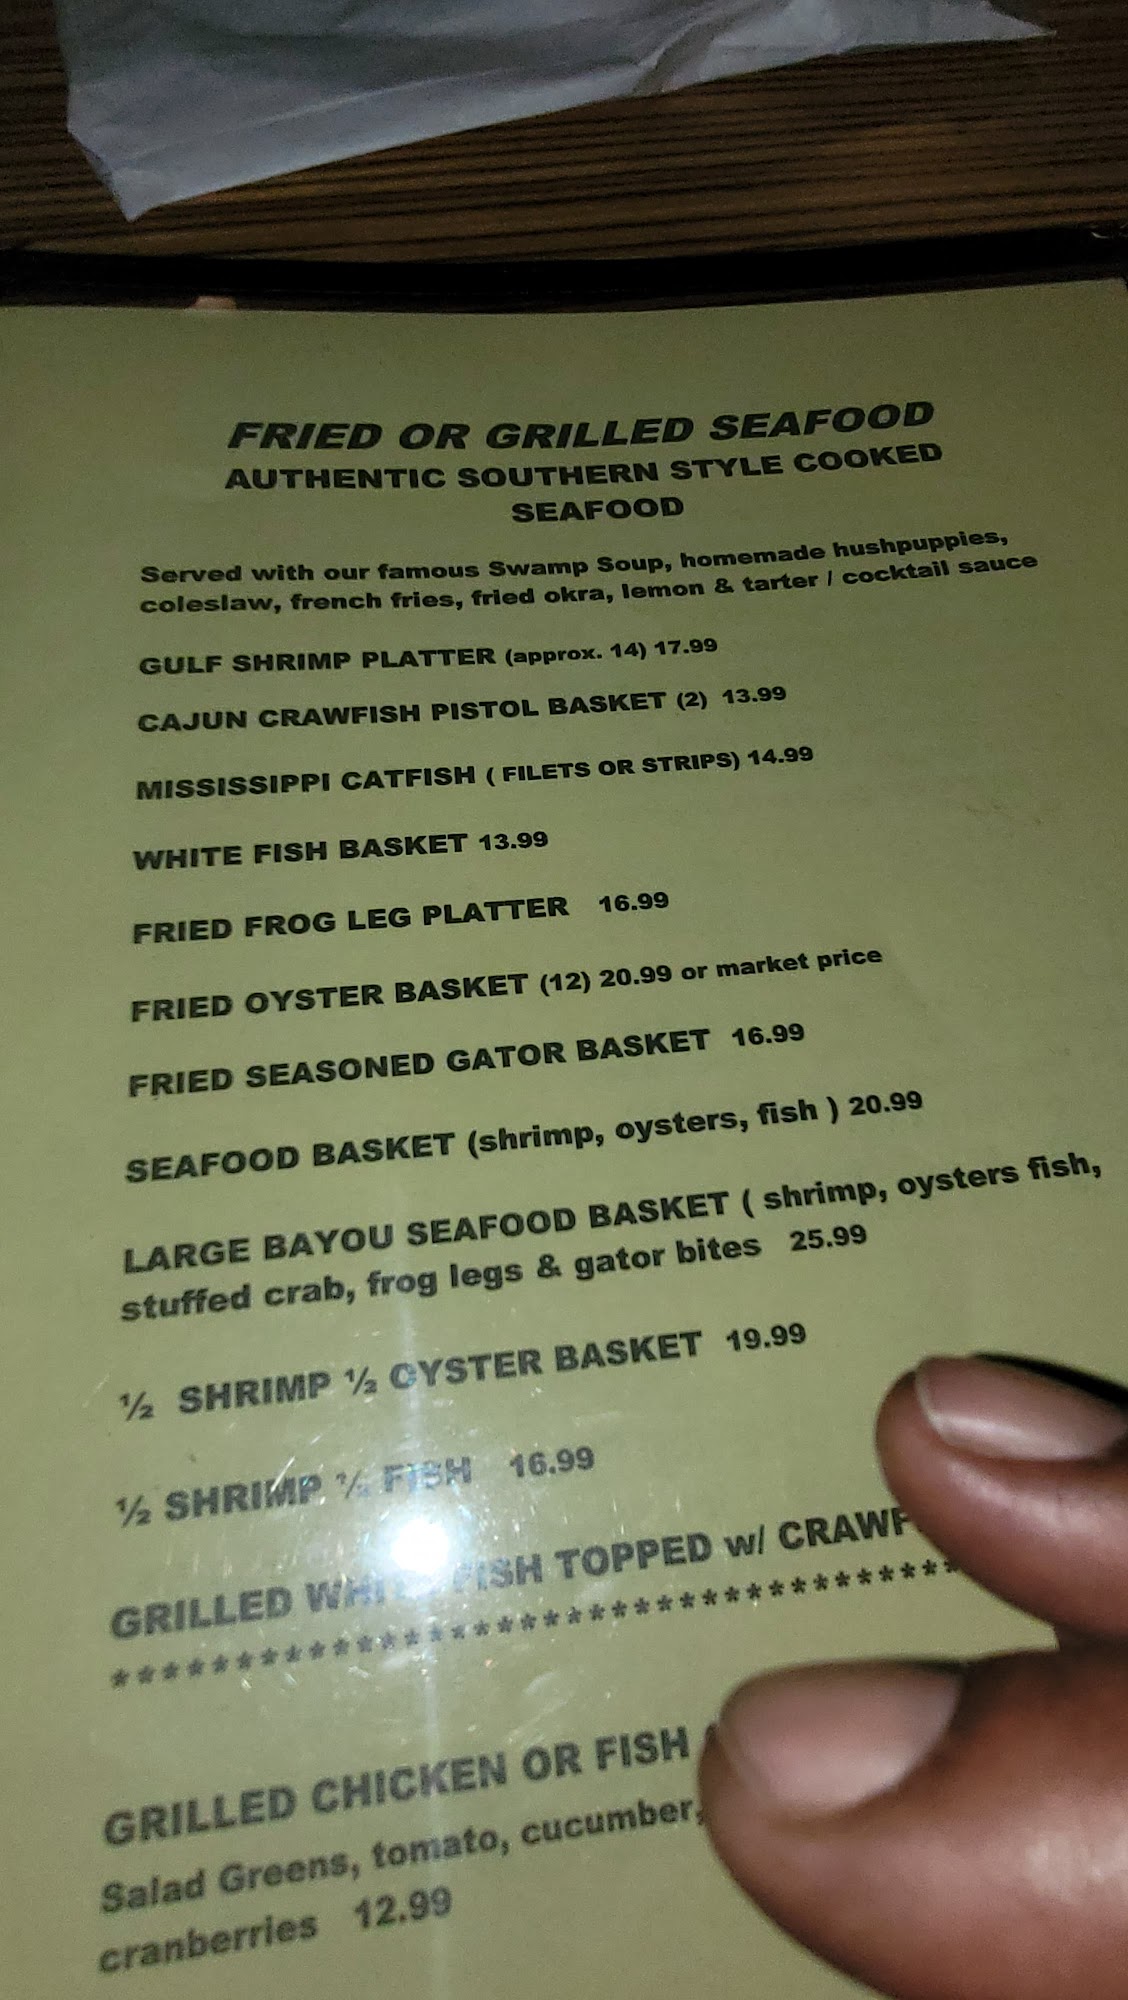 FRIED OR GRILLED SEAFOOD
AUTHENTIC SOUTHERN STYLE COOKED
SEAFOOD
Served with our famous Swamp Soup, homemade hushpuppies,
coleslaw, french fries, fried okra, lemon & tarter / cocktail sauce
GULF SHRIMP PLATTER (approx. 14) 17.99
CAJUN CRAWFISH PISTOL BASKET (2) 13.99
MISSISSIPPI CATFISH ( FILETS OR STRIPS) 14.99
WHITE FISH BASKET 13.99
FRIED FROG LEG PLATTER 16.99
FRIED OYSTER BASKET (12) 20.99 or market price
FRIED SEASONED GATOR BASKET 16.99
SEAFOOD BASKET (shrimp, oysters, fish ) 20.99
LARGE BAYOU SEAFOOD BASKET ( shrimp, oysters fish,
stuffed crab, frog legs & gator bites 25.99
½ SHRIMP ½ OYSTER BASKET 19.99
½ SHRIMP ½ FISH 16.99
GRILLED WHITE FISH TOPPED w/
************************************
GRILLED CHICKEN OR FISH
Salad Greens, tomato, cucumber,
cranberries 12.99